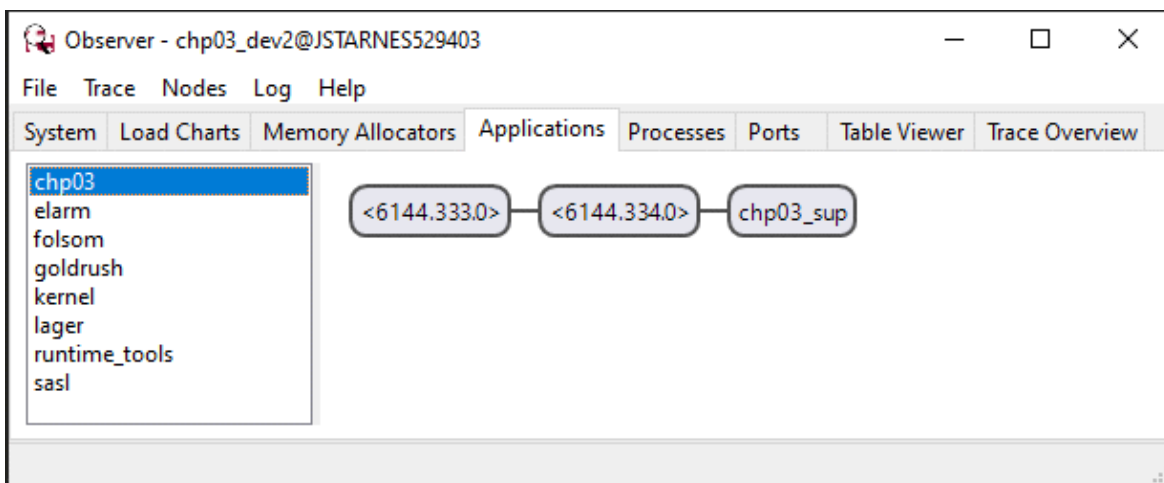 Observer - chp03_dev2@JSTARNES529403
File Trace Nodes Log Help
System Load Charts Memory Allocators Applications Processes Ports Table Viewer Trace Overview
chp03
elarm
folsom
goldrush
kernel
lager
runtime_tools
sasl
<6144.333.0> <6144.334.0> chp03_sup